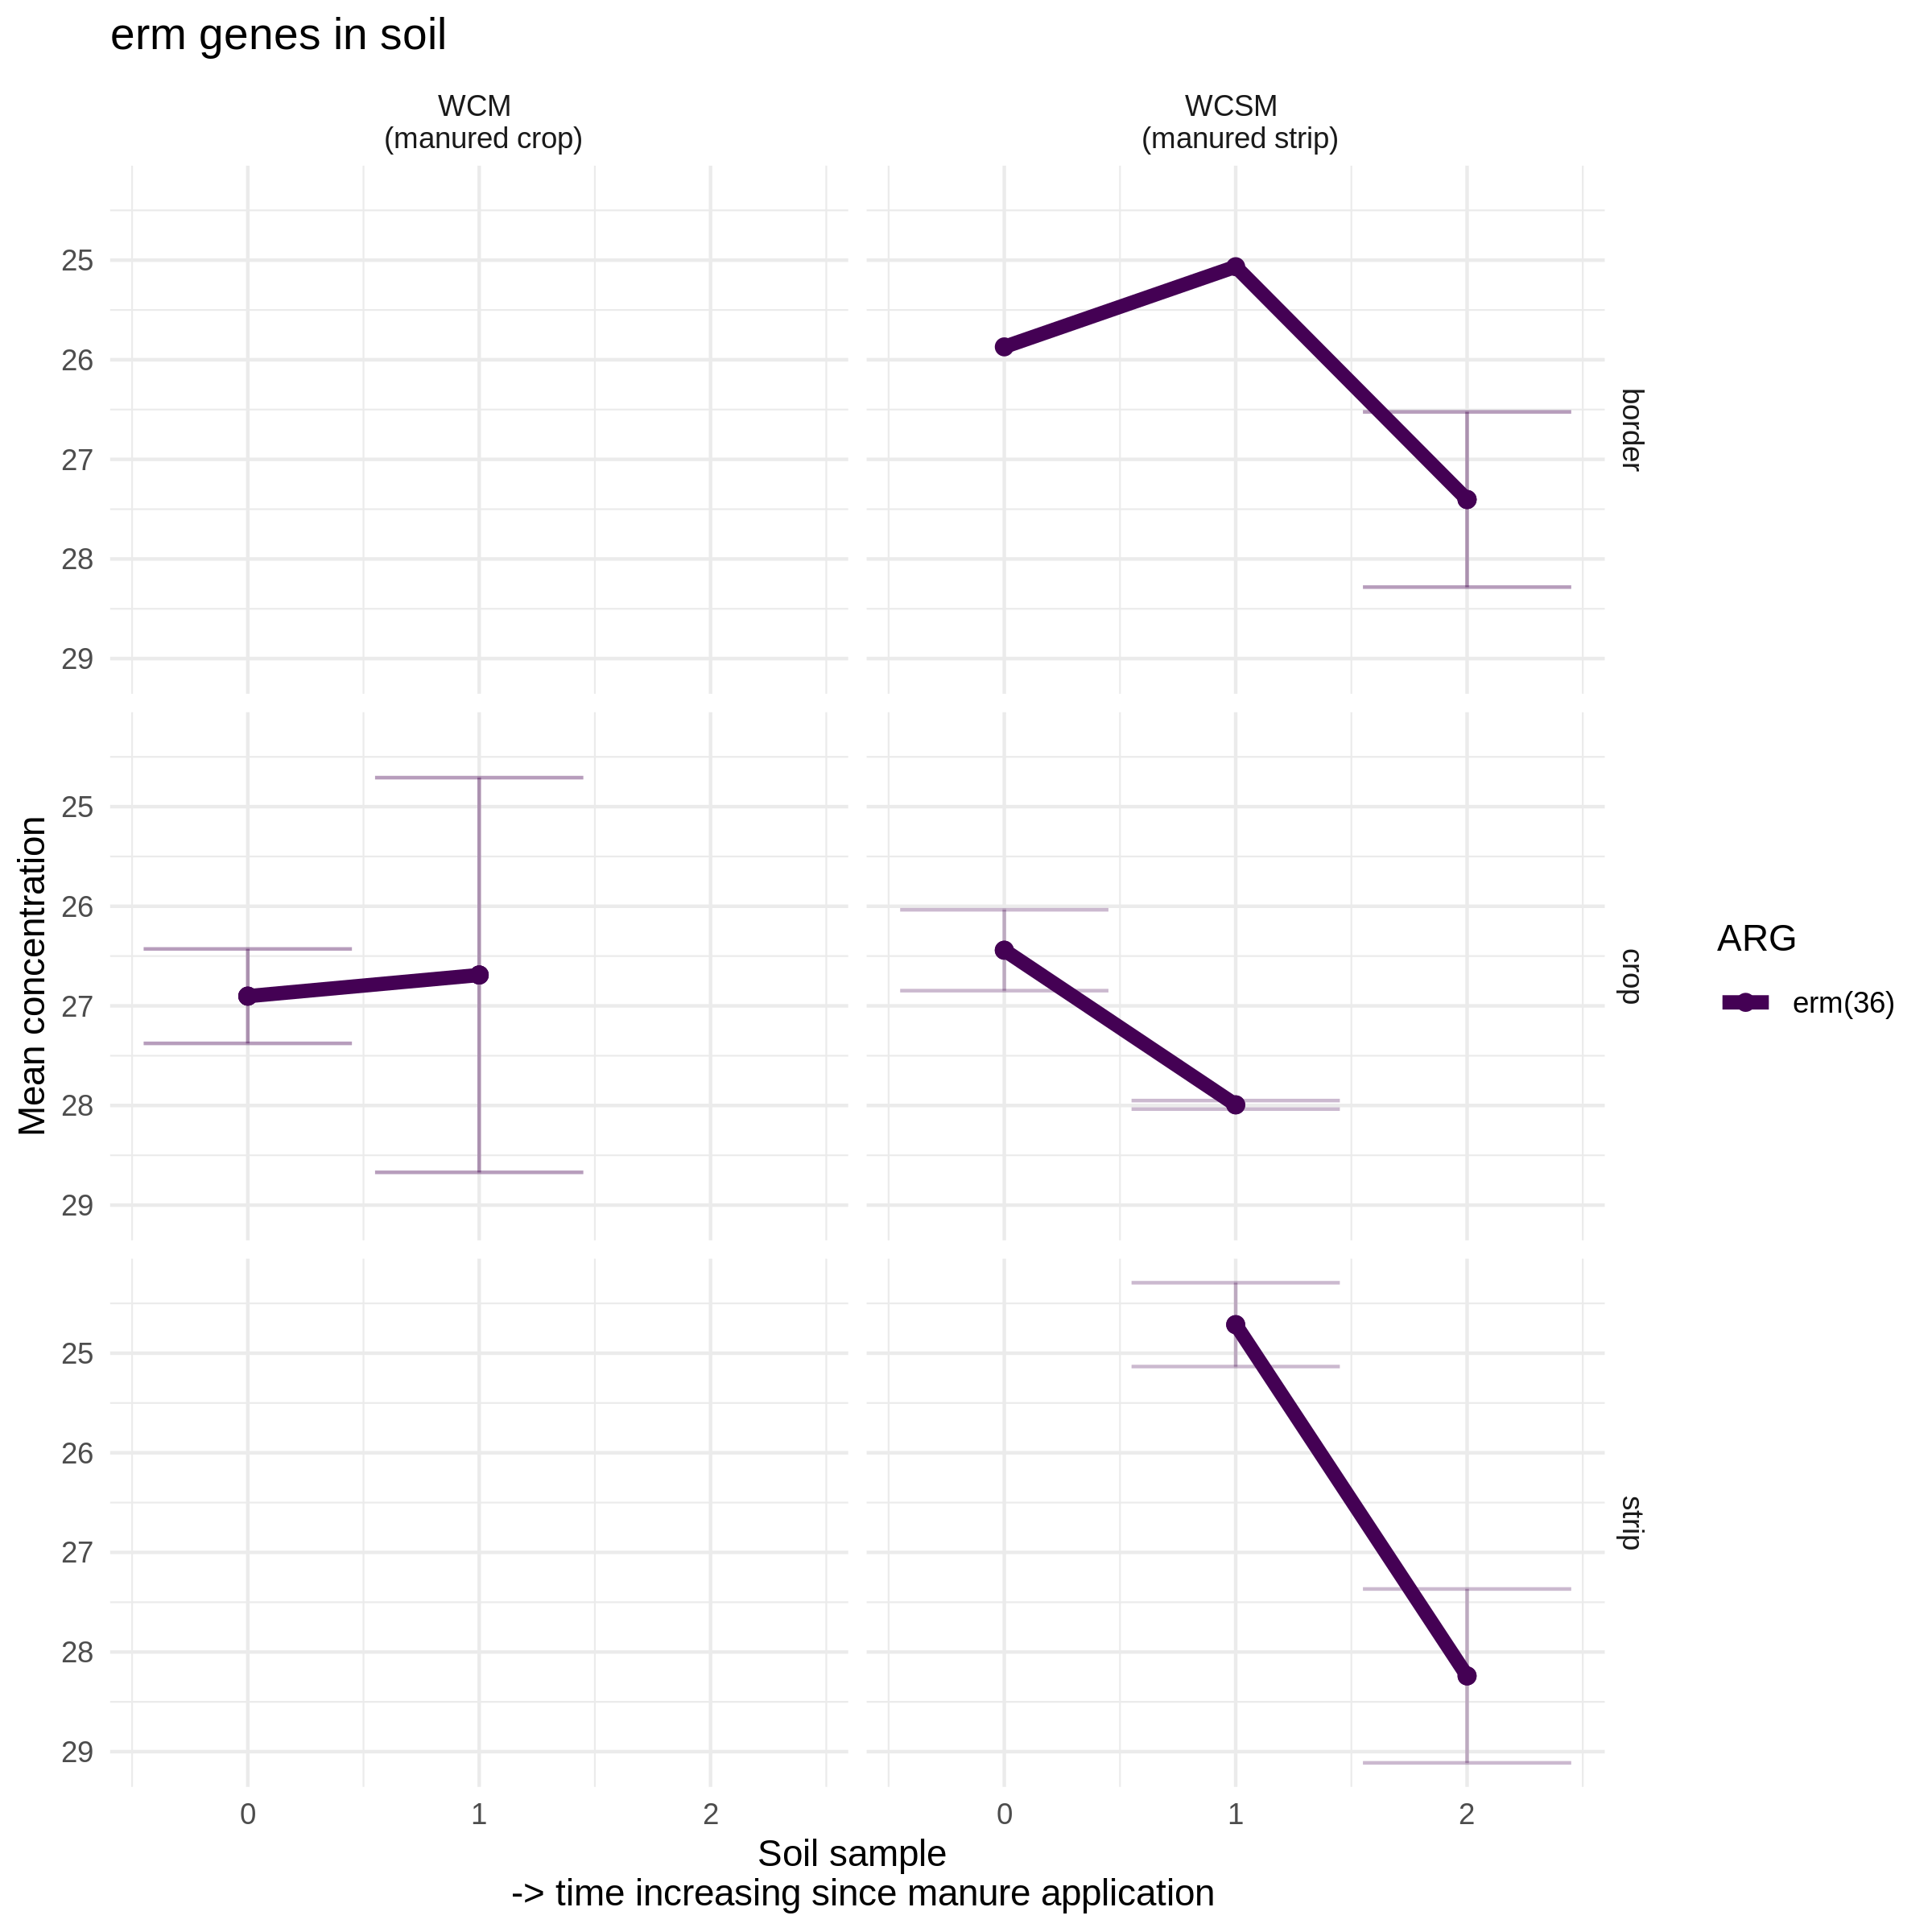 erm genes in soil
WCM
(manured crop)
WCSM
(manured strip)
25
26
27
28
29
border
Mean concentration
25
26
27
28
29
crop
ARG
erm(36)
25
26
27
28
29
strip
0
1
2
0
1
2
Soil sample
-> time increasing since manure application